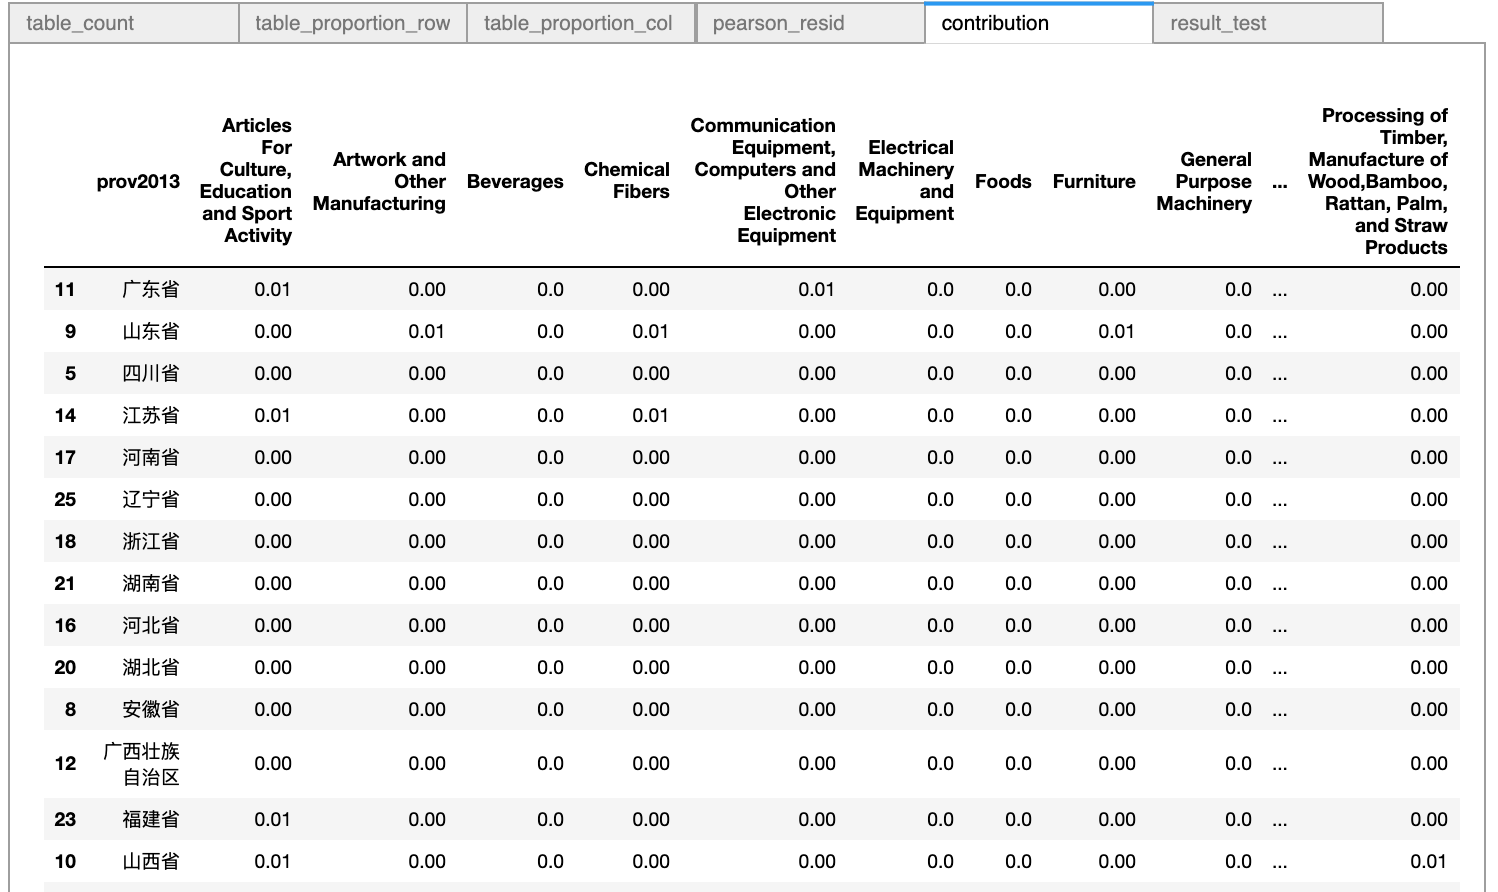 table_count table_proportion_row table_proportion_col pearson_resid contribution result_test
prov2013 Articles For Culture, Education and Sport Activity Artwork and Other Manufacturing Beverages Chemical Fibers Communication Equipment, Computers and Other Electronic Equipment Electrical Machinery and Equipment Foods Furniture General Purpose Machinery ... Processing of Timber, Manufacture of Wood,Bamboo, Rattan, Palm, and Straw Products
11 广东省 0.01 0.00 0.0 0.00 0.01 0.0 0.0 0.00 0.0 ... 0.00
9 山东省 0.00 0.01 0.0 0.01 0.00 0.0 0.0 0.01 0.0 ... 0.00
5 四川省 0.00 0.00 0.0 0.00 0.00 0.0 0.0 0.00 0.0 ... 0.00
14 江苏省 0.01 0.00 0.0 0.01 0.00 0.0 0.0 0.00 0.0 ... 0.00
17 河南省 0.00 0.00 0.0 0.00 0.00 0.0 0.0 0.00 0.0 ... 0.00
25 辽宁省 0.00 0.00 0.0 0.00 0.00 0.0 0.0 0.00 0.0 ... 0.00
18 浙江省 0.00 0.00 0.0 0.00 0.00 0.0 0.0 0.00 0.0 ... 0.00
21 湖南省 0.00 0.00 0.0 0.00 0.00 0.0 0.0 0.00 0.0 ... 0.00
16 河北省 0.00 0.00 0.0 0.00 0.00 0.0 0.0 0.00 0.0 ... 0.00
20 湖北省 0.00 0.00 0.0 0.00 0.00 0.0 0.0 0.00 0.0 ... 0.00
8 安徽省 0.00 0.00 0.0 0.00 0.00 0.0 0.0 0.00 0.0 ... 0.00
12 广西壮族自治区 0.00 0.00 0.0 0.00 0.00 0.0 0.0 0.00 0.0 ... 0.00
23 福建省 0.01 0.00 0.0 0.00 0.00 0.0 0.0 0.00 0.0 ... 0.00
10 山西省 0.01 0.00 0.0 0.00 0.00 0.0 0.0 0.00 0.0 ... 0.01